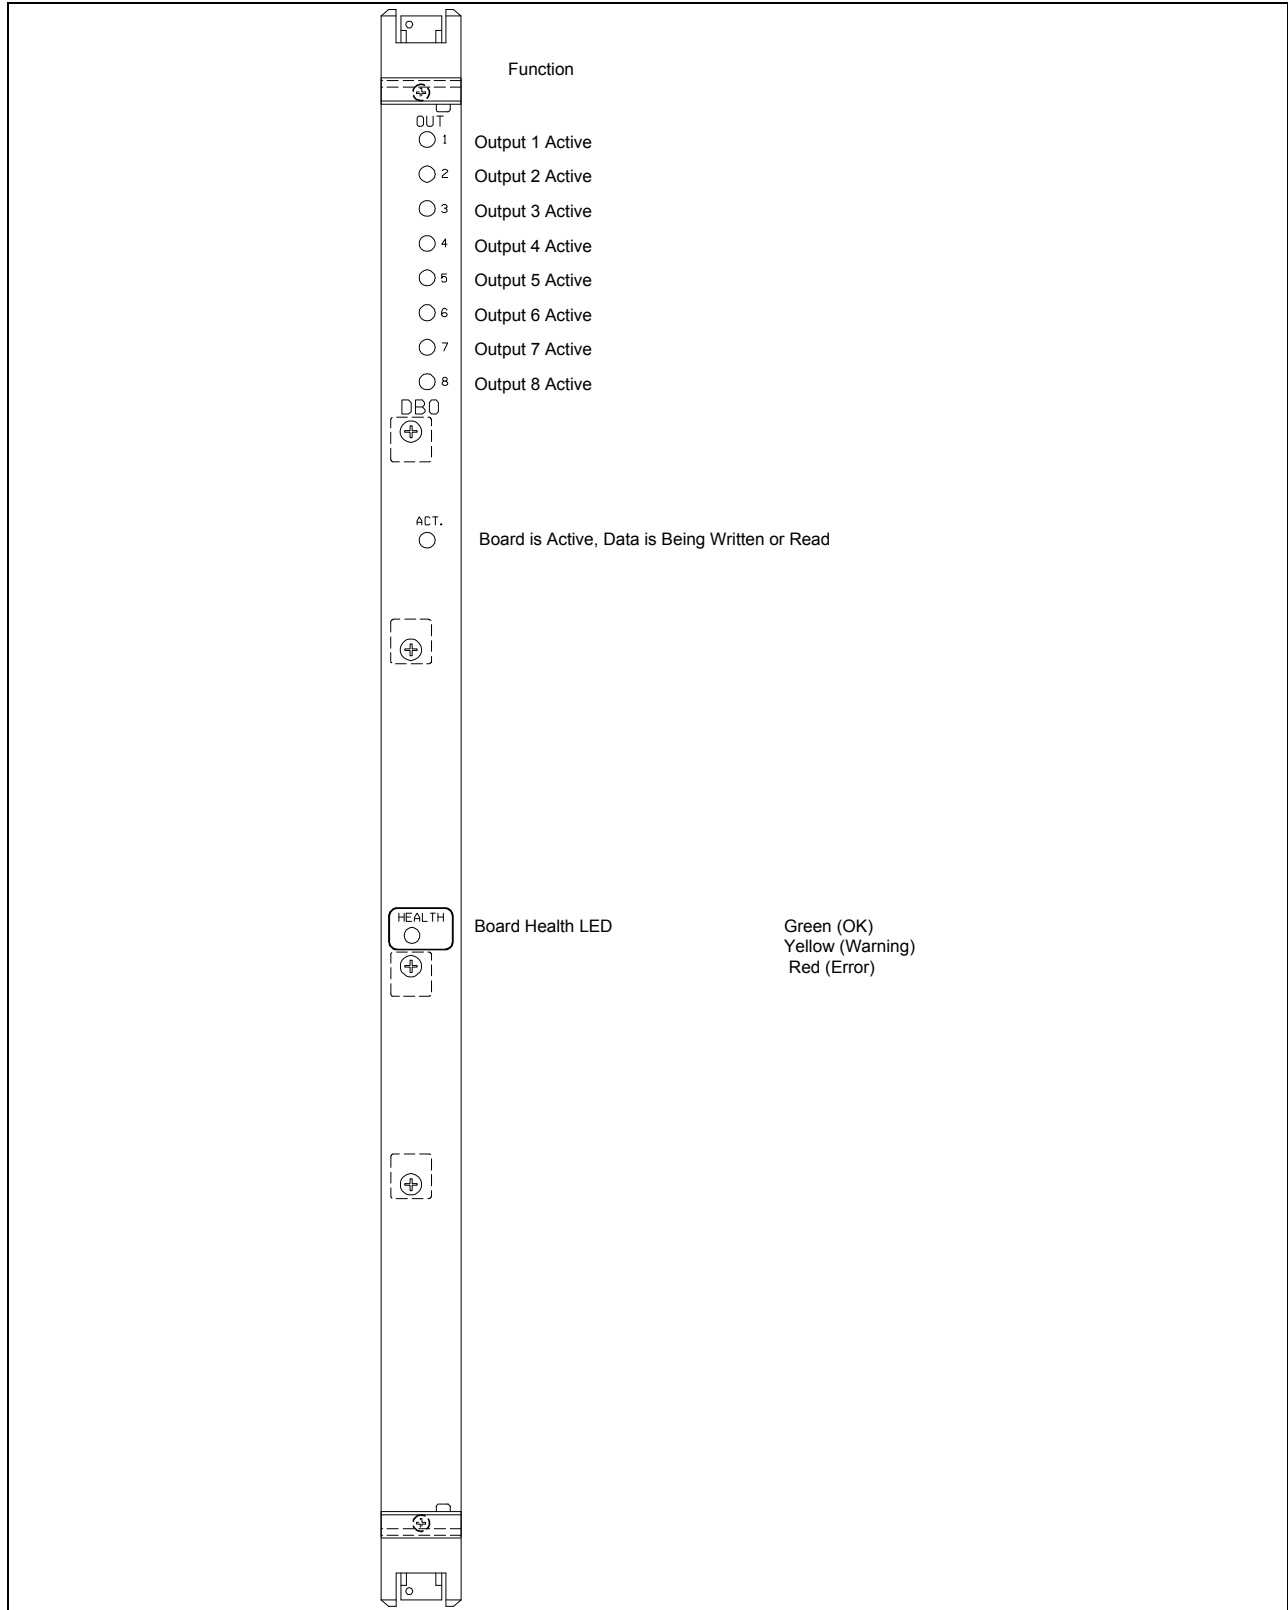 Function
OUT
1 Output 1 Active
2 Output 2 Active
3 Output 3 Active
4 Output 4 Active
5 Output 5 Active
6 Output 6 Active
7 Output 7 Active
8 Output 8 Active
DBO
ACT.
Board is Active, Data is Being Written or Read
HEALTH
Board Health LED Green (OK)
Yellow (Warning)
Red (Error)